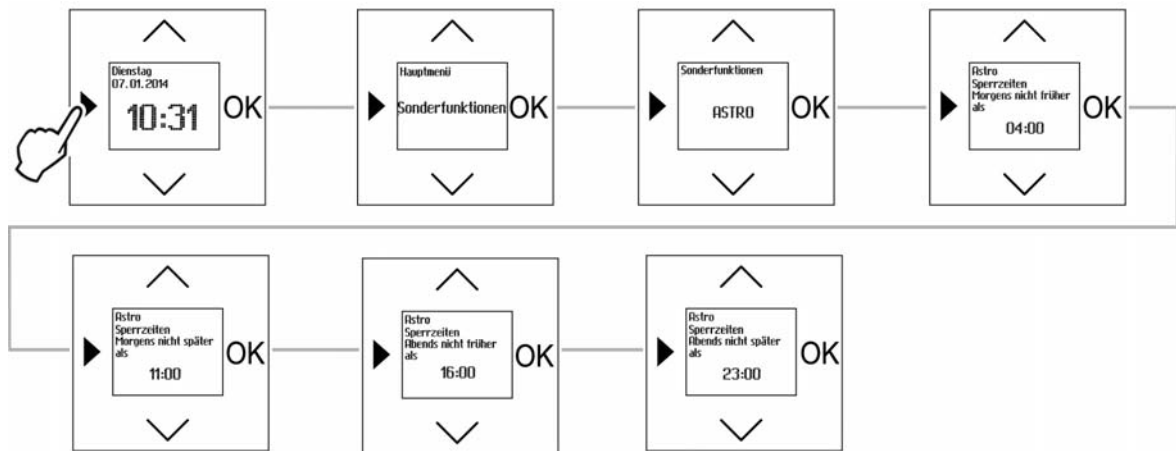 Dienstag
07.01.2014
10:31
OK
Hauptmenü
Sonderfunktionen
OK
Sonderfunktionen
ASTRO
OK
Astro
Sperrzeiten
Morgens nicht früher
als
04:00
OK
Astro
Sperrzeiten
Morgens nicht später
als
11:00
OK
Astro
Sperrzeiten
Abends nicht früher
als
16:00
OK
Astro
Sperrzeiten
Abends nicht später
als
23:00
OK